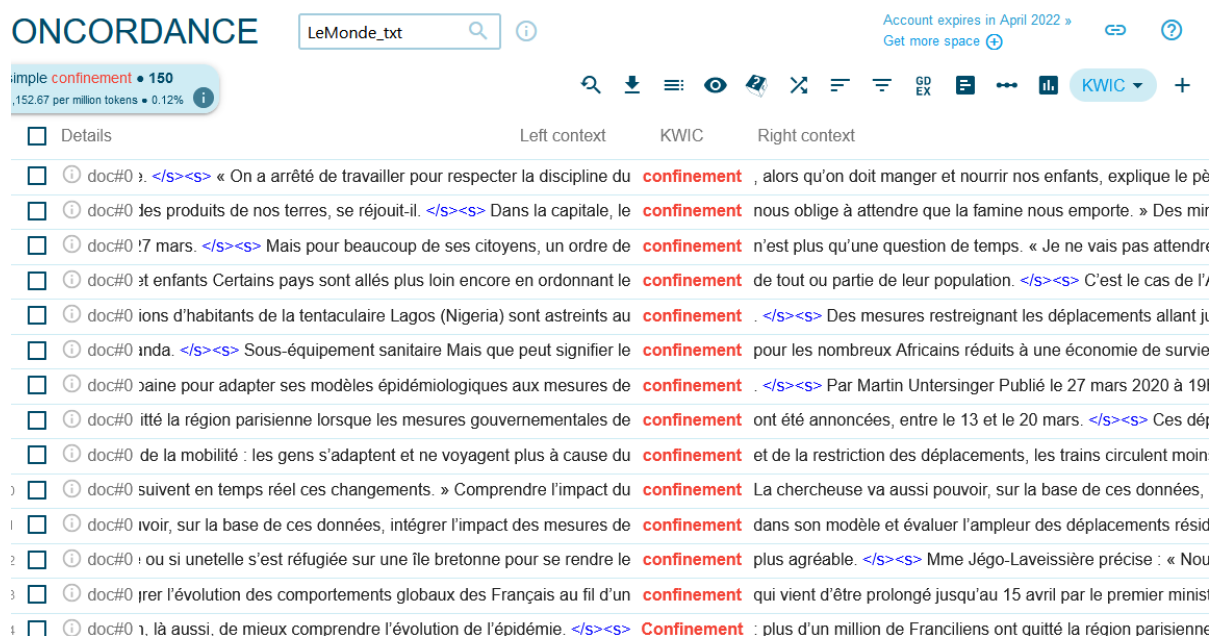 ONCORDANCE LeMonde_txt Account expires in April 2022 »
Get more space
imple confinement • 150
,152.67 per million tokens • 0.12% i
GD EX KWIC +
Details Left context KWIC Right context
doc#0 . </s><s> « On a arrêté de travailler pour respecter la discipline du confinement , alors qu’on doit manger et nourrir nos enfants, explique le pè
doc#0 des produits de nos terres, se réjouit-il. </s><s> Dans la capitale, le confinement nous oblige à attendre que la famine nous emporte. » Des mir
doc#0 27 mars. </s><s> Mais pour beaucoup de ses citoyens, un ordre de confinement n’est plus qu’une question de temps. « Je ne vais pas attendre
doc#0 et enfants Certains pays sont allés plus loin encore en ordonnant le confinement de tout ou partie de leur population. </s><s> C’est le cas de l’A
doc#0 ions d’habitants de la tentaculaire Lagos (Nigeria) sont astreints au confinement . </s><s> Des mesures restreignant les déplacements allant ju
doc#0 anda. </s><s> Sous-équipement sanitaire Mais que peut signifier le confinement pour les nombreux Africains réduits à une économie de survie
doc#0 paine pour adapter ses modèles épidémiologiques aux mesures de confinement . </s><s> Par Martin Untersinger Publié le 27 mars 2020 à 19h
doc#0 itté la région parisienne lorsque les mesures gouvernementales de confinement ont été annoncées, entre le 13 et le 20 mars. </s><s> Ces dép
doc#0 de la mobilité : les gens s’adaptent et ne voyagent plus à cause du confinement et de la restriction des déplacements, les trains circulent moins
doc#0 suivent en temps réel ces changements. » Comprendre l’impact du confinement La chercheuse va aussi pouvoir, sur la base de ces données,
doc#0 voir, sur la base de ces données, intégrer l’impact des mesures de confinement dans son modèle et évaluer l’ampleur des déplacements résid
2 doc#0 ou si unetelle s’est réfugiée sur une île bretonne pour se rendre le confinement plus agréable. </s><s> Mme Jégo-Laveissière précise : « Nou
3 doc#0 grer l’évolution des comportements globaux des Français au fil d’un confinement qui vient d’être prolongé jusqu’au 15 avril par le premier minist
4 doc#0 n, là aussi, de mieux comprendre l’évolution de l’épidémie. </s><s> Confinement : plus d’un million de Franciliens ont quitté la région parisienne